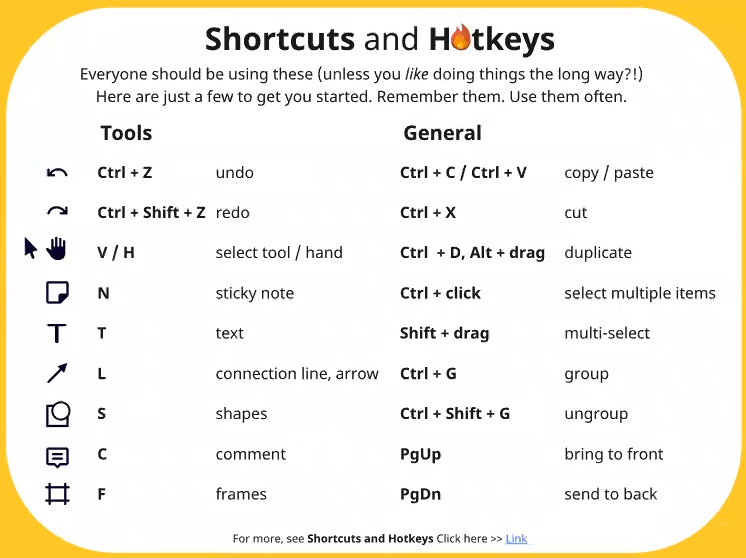 Shortcuts and H🔥tkeys
Everyone should be using these (unless you like doing things the long way?!)
Here are just a few to get you started. Remember them. Use them often.
Tools General
Ctrl + Z undo Ctrl + C / Ctrl + V copy / paste
Ctrl + Shift + Z redo Ctrl + X cut
V / H select tool / hand Ctrl + D, Alt + drag duplicate
N sticky note Ctrl + click select multiple items
T T text Shift + drag multi-select
L connection line, arrow Ctrl + G group
S shapes Ctrl + Shift + G ungroup
C comment PgUp bring to front
F frames PgDn send to back
For more, see Shortcuts and Hotkeys Click here >> Link